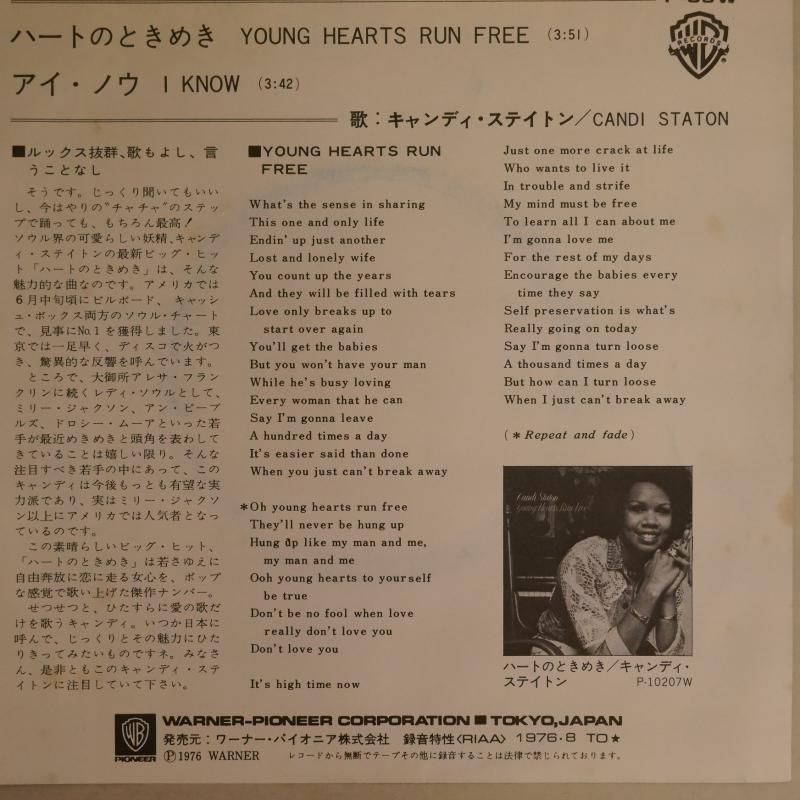 ハートのときめき YOUNG HEARTS RUN FREE (3:51)
アイ・ノウ I KNOW (3:42)
WB
RECORDS
歌：キャンディ・ステイトン／CANDI STATON
■ルックス抜群、歌もよし、言
うことなし
そうです。じっくり聞いてもいい
し、今はやりの“チャチャ”のステッ
プで踊っても、もちろん最高！
ソウル界の可愛らしい妖精、キャンデ
ィ・ステイトンの最新ビッグ・ヒッ
ト「ハートのときめき」は、そんな
魅力的な曲なのです。アメリカでは
6月中旬頃にビルボード、キャッシ
ュ・ボックス両方のソウル・チャート
で、見事にNo.1を獲得しました。東
京では一足早く、ディスコで火がつ
き、驚異的な反響を呼んでいます。
ところで、大御所アレサ・フラン
クリンに続くレディ・ソウルとして、
ミリー・ジャクソン、アン・ピーブ
ルズ、ドロシー・ムーアといった若
手が最近めきめきと頭角を表わして
きていることは嬉しい限り。そんな
注目すべき若手の中にあって、この
キャンディは今後もっとも有望な実
力派であり、実はミリー・ジャクソ
ン以上にアメリカでは人気者となっ
ているのです。
この素晴らしいビッグ・ヒット、
「ハートのときめき」は若さゆえに
自由奔放に恋に走る女心を、ポップ
な感覚で歌い上げた傑作ナンバー。
せつせつと、ひたすらに愛の歌だ
けを歌うキャンディ。いつか日本に
呼んで、じっくりとその魅力にひた
りきってみたいものですネ。みなさ
ん、是非ともこのキャンディ・ステ
イトンに注目していて下さい。
■YOUNG HEARTS RUN
FREE
What's the sense in sharing
This one and only life
Endin' up just another
Lost and lonely wife
You count up the years
And they will be filled with tears
Love only breaks up to
start over again
You'll get the babies
But you won't have your man
While he's busy loving
Every woman that he can
Say I'm gonna leave
A hundred times a day
It's easier said than done
When you just can't break away
*Oh young hearts run free
They'll never be hung up
Hung up like my man and me,
my man and me
Ooh young hearts to yourself
be true
Don't be no fool when love
really don't love you
Don't love you
It's high time now
Just one more crack at life
Who wants to live it
In trouble and strife
My mind must be free
To learn all I can about me
I'm gonna love me
For the rest of my days
Encourage the babies every
time they say
Self preservation is what's
Really going on today
Say I'm gonna turn loose
A thousand times a day
But how can I turn loose
When I just can't break away
(*Repeat and fade)
Candi Staton
Young Hearts Run Free
ハートのときめき／キャンディ・
ステイトン P-10207W
WB
PIONEER
WARNER-PIONEER CORPORATION ■ TOKYO, JAPAN
発売元：ワーナー・パイオニア株式会社 録音特性〈RIAA〉1976・8 TO★
Ⓟ1976 WARNER レコードから無断でテープその他に録音することは法律で禁じられております。